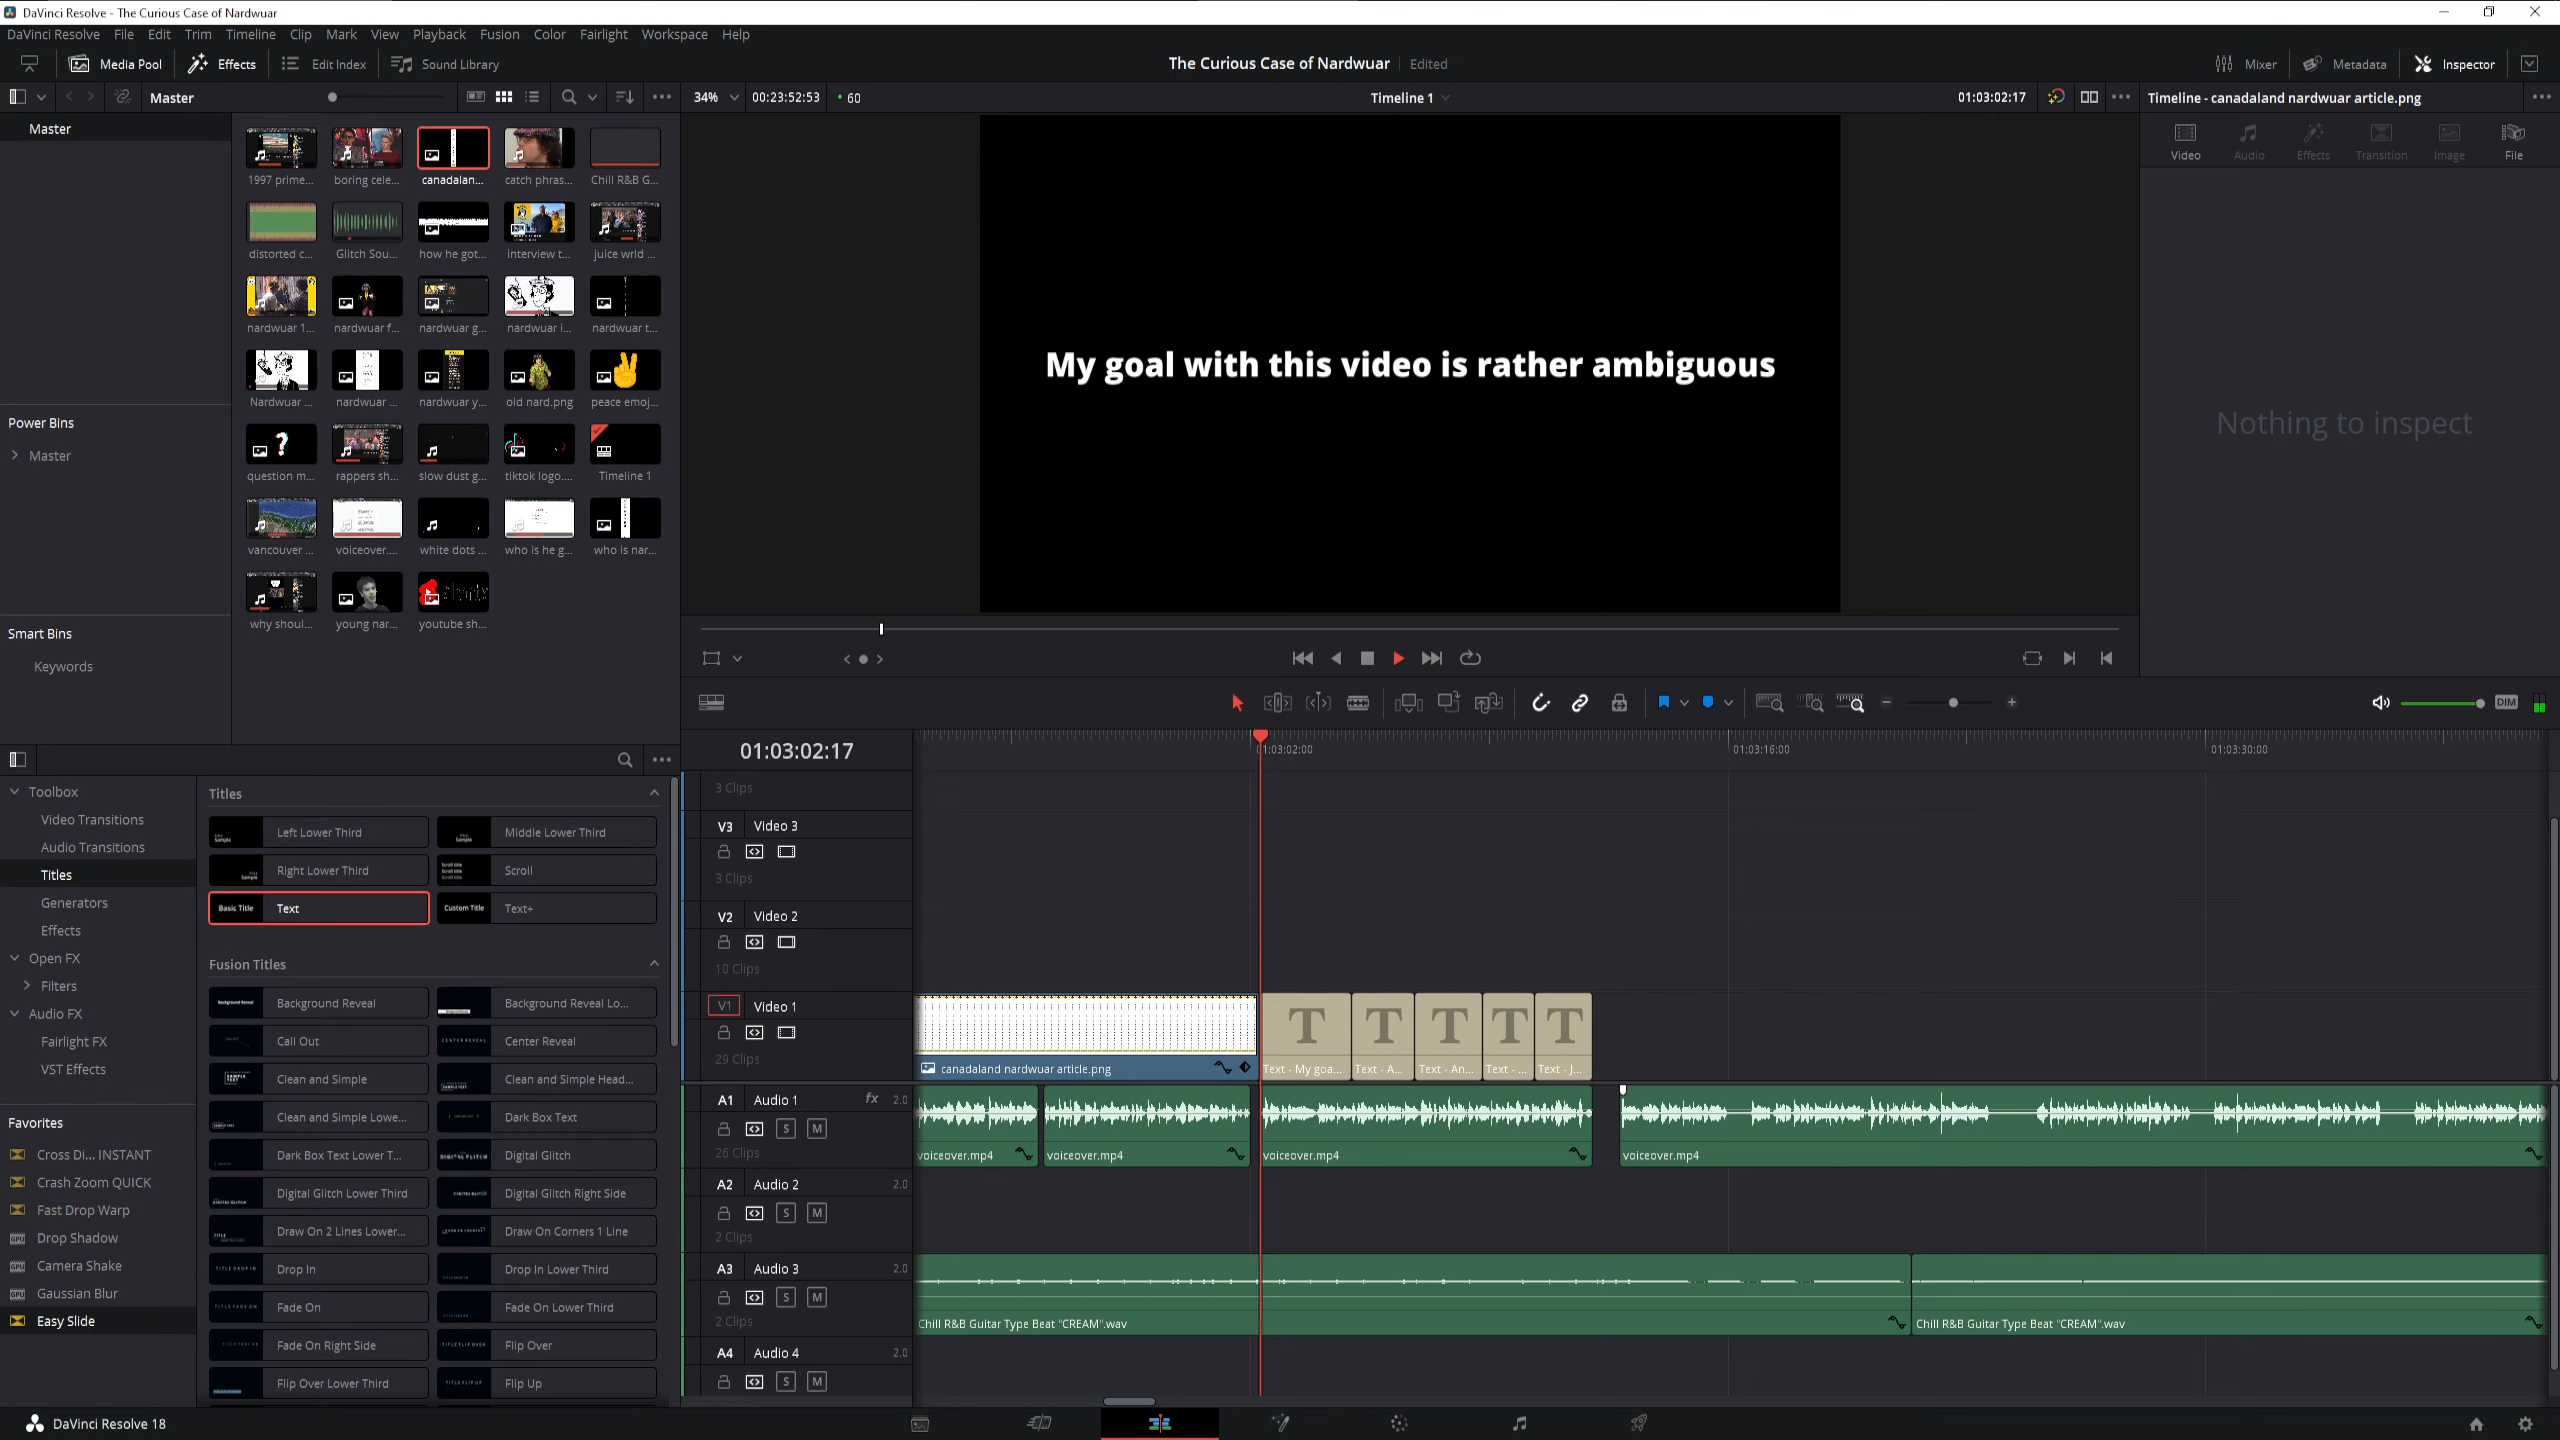 DaVinci Resolve - The Curious Case of Nardwuar
DaVinci Resolve File Edit Trim Timeline Clip Mark View Playback Fusion Color Fairlight Workspace Help
Media Pool Effects Edit Index Sound Library
The Curious Case of Nardwuar Edited
Mixer Metadata Inspector
Master
34% 00:23:52:53 60
Timeline 1
01:03:02:17
Timeline - canadaland nardwuar article.png
Video Audio Effects Transition Image File
Nothing to inspect
Master
Power Bins
Master
Smart Bins
Keywords
1997 prime... boring cele... canadalan... catch phras... Chill R&B G...
distorted c... Glitch Sou... how he got... interview t... juice wrld ...
nardwuar 1... nardwuar f... nardwuar g... nardwuar i... nardwuar t...
Nardwuar ... nardwuar ... nardwuar y... old nard.png peace emoj...
question m... rappers sh... slow dust g... tiktok logo.... Timeline 1
vancouver ... voiceover.... white dots ... who is he g... who is nar...
why shoul... young nar... youtube sh...
My goal with this video is rather ambiguous
DIM
Toolbox
Video Transitions
Audio Transitions
Titles
Generators
Effects
Open FX
Filters
Audio FX
Fairlight FX
VST Effects
Favorites
Cross Di... INSTANT
Crash Zoom QUICK
Fast Drop Warp
Drop Shadow
Camera Shake
Gaussian Blur
Easy Slide
Titles
Left Lower Third Middle Lower Third
Right Lower Third Scroll
Basic Title Text Custom Title Text+
Fusion Titles
Background Reveal Background Reveal Lo...
Call Out Center Reveal
Clean and Simple Clean and Simple Head...
Clean and Simple Lowe... Dark Box Text
Dark Box Text Lower T... Digital Glitch
Digital Glitch Lower Third Digital Glitch Right Side
Draw On 2 Lines Lower... Draw On Corners 1 Line
Drop In Drop In Lower Third
Fade On Fade On Lower Third
Fade On Right Side Flip Over
Flip Over Lower Third Flip Up
01:03:02:17
01:03:02:00 01:03:16:00 01:03:30:00
3 Clips
V3 Video 3
3 Clips
V2 Video 2
10 Clips
V1 Video 1
29 Clips
canadaland nardwuar article.png
T T T T T
Text - My goa... Text - A... Text - An... Text - ... Text - J...
A1 Audio 1 fx 2.0
S M
26 Clips
voiceover.mp4 voiceover.mp4 voiceover.mp4 voiceover.mp4
A2 Audio 2 2.0
S M
2 Clips
A3 Audio 3 2.0
S M
2 Clips
Chill R&B Guitar Type Beat "CREAM".wav Chill R&B Guitar Type Beat "CREAM".wav
A4 Audio 4 2.0
S M
DaVinci Resolve 18